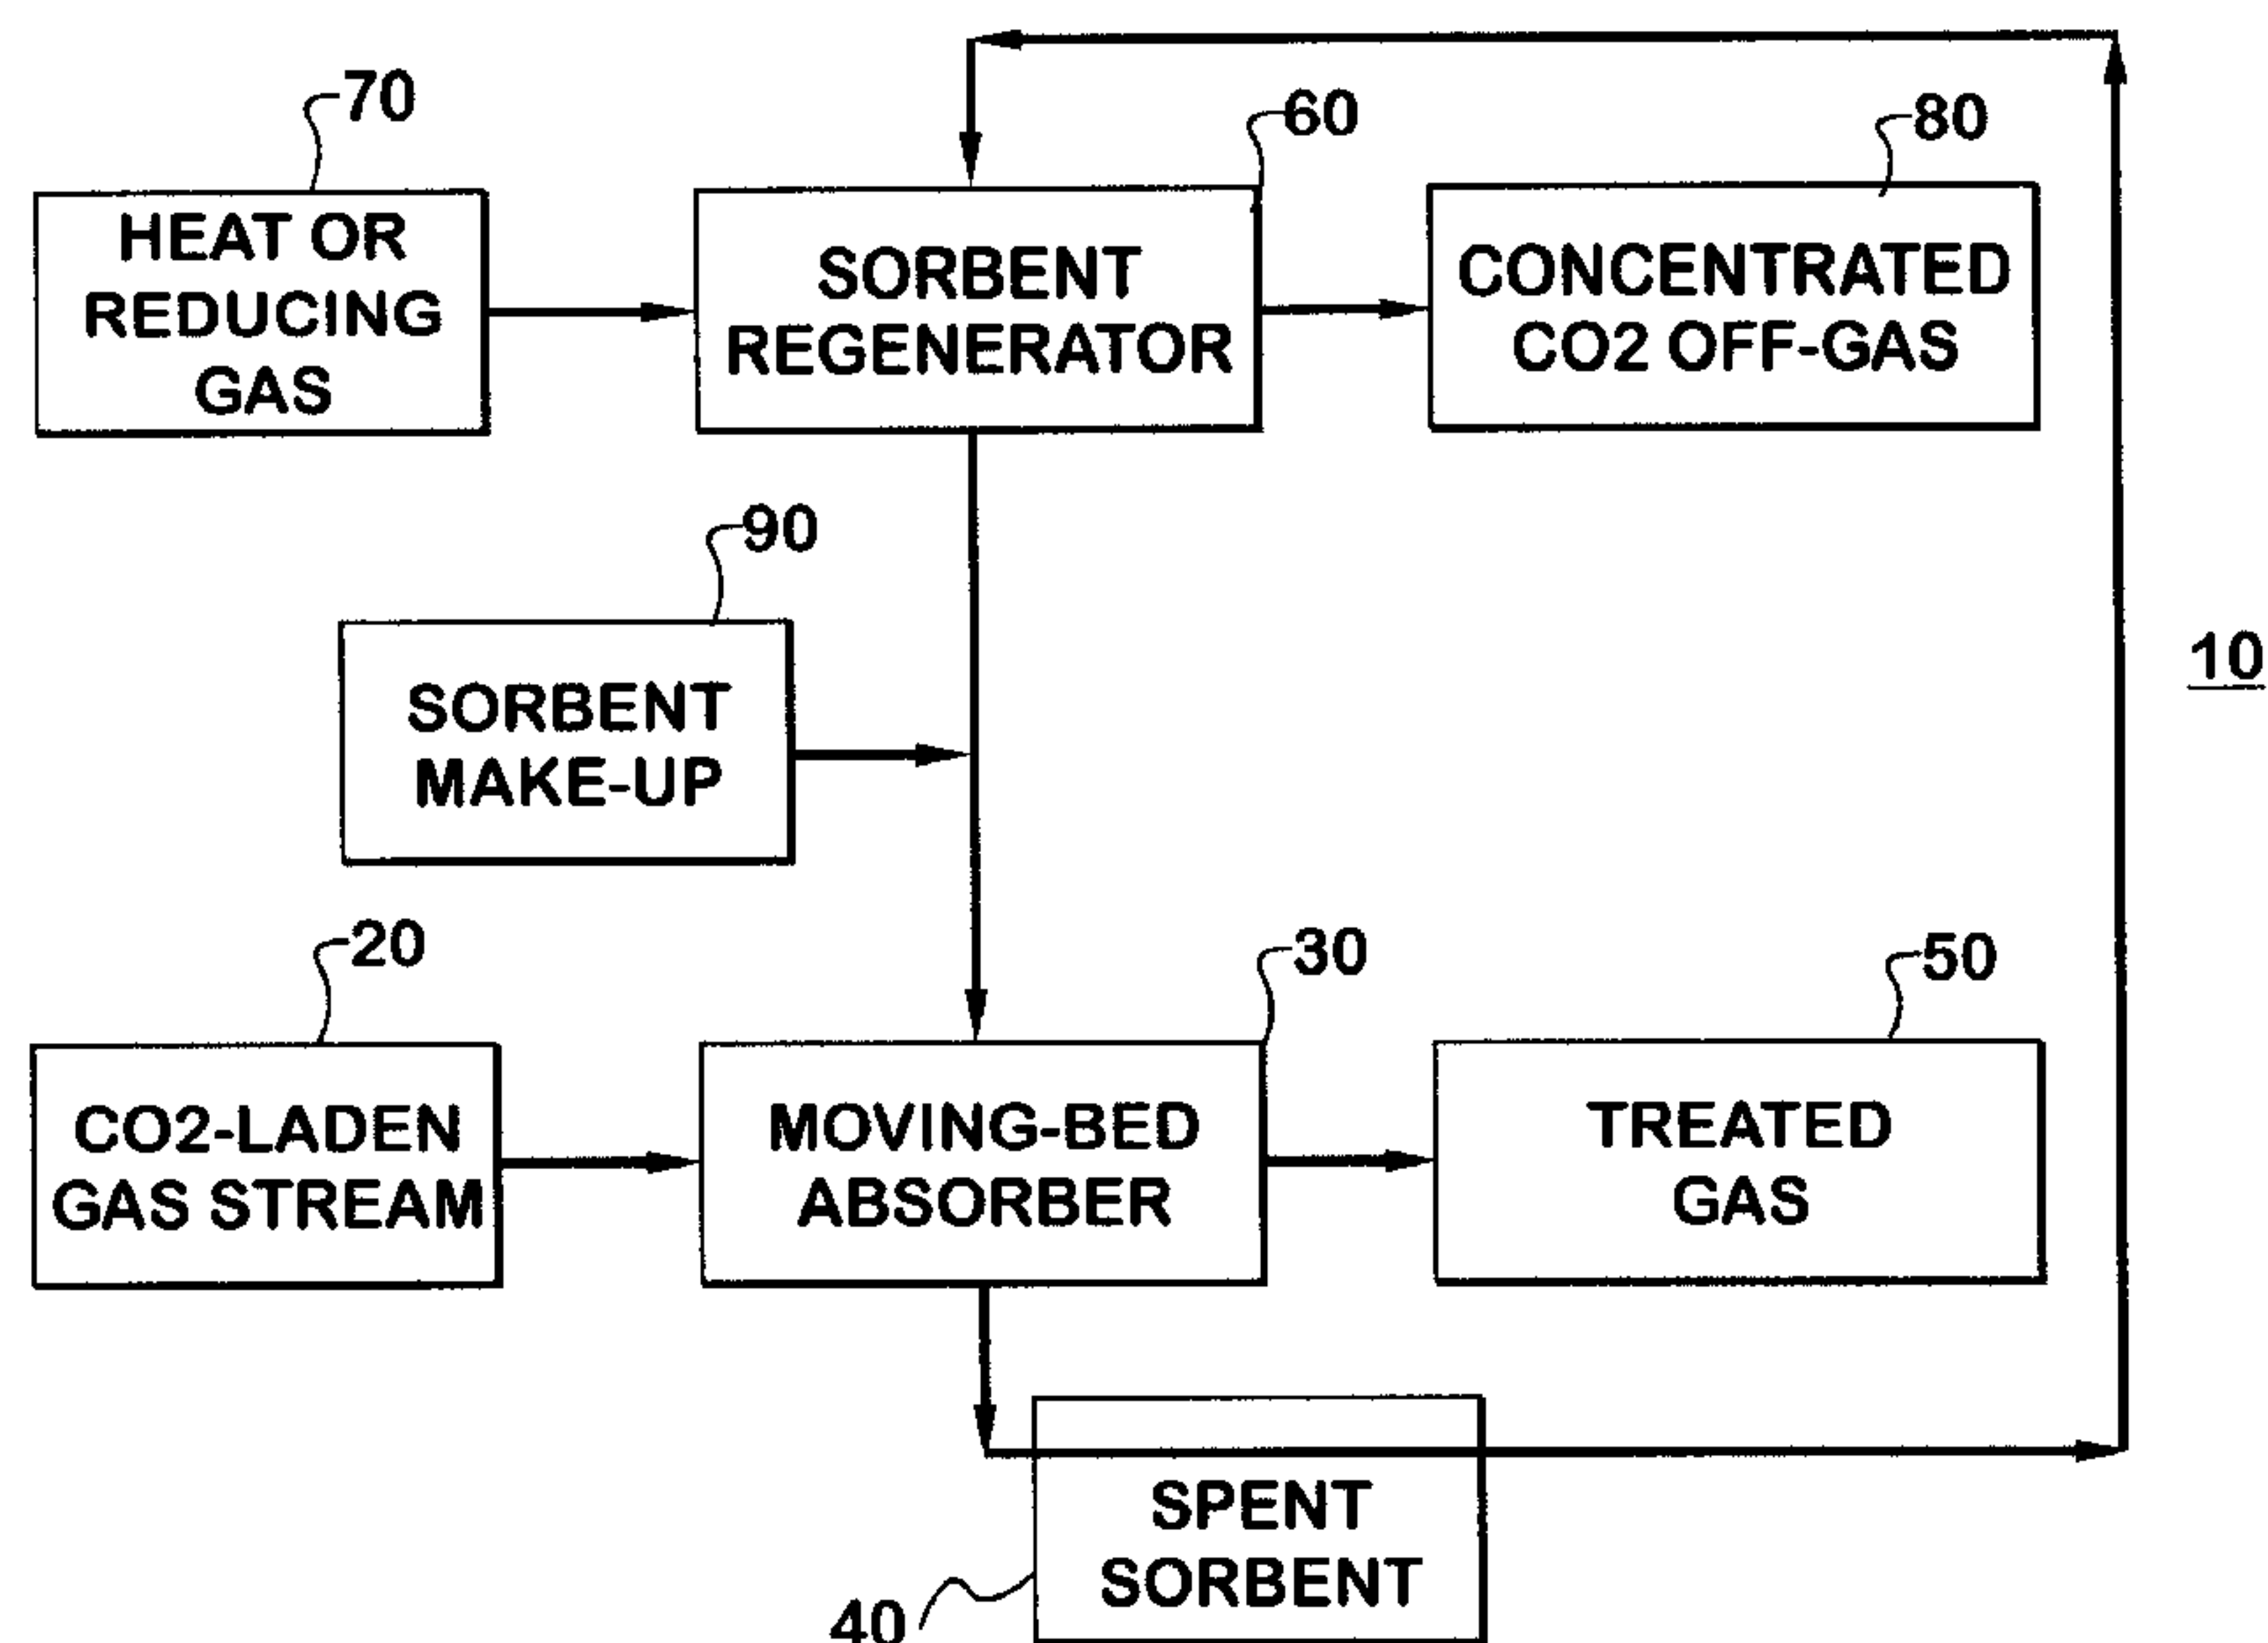 70
60
80
HEAT OR
REDUCING
GAS
SORBENT
REGENERATOR
CONCENTRATED
CO2 OFF-GAS
90
10
SORBENT
MAKE-UP
20
30
50
CO2-LADEN
GAS STREAM
MOVING-BED
ABSORBER
TREATED
GAS
SPENT
SORBENT
40